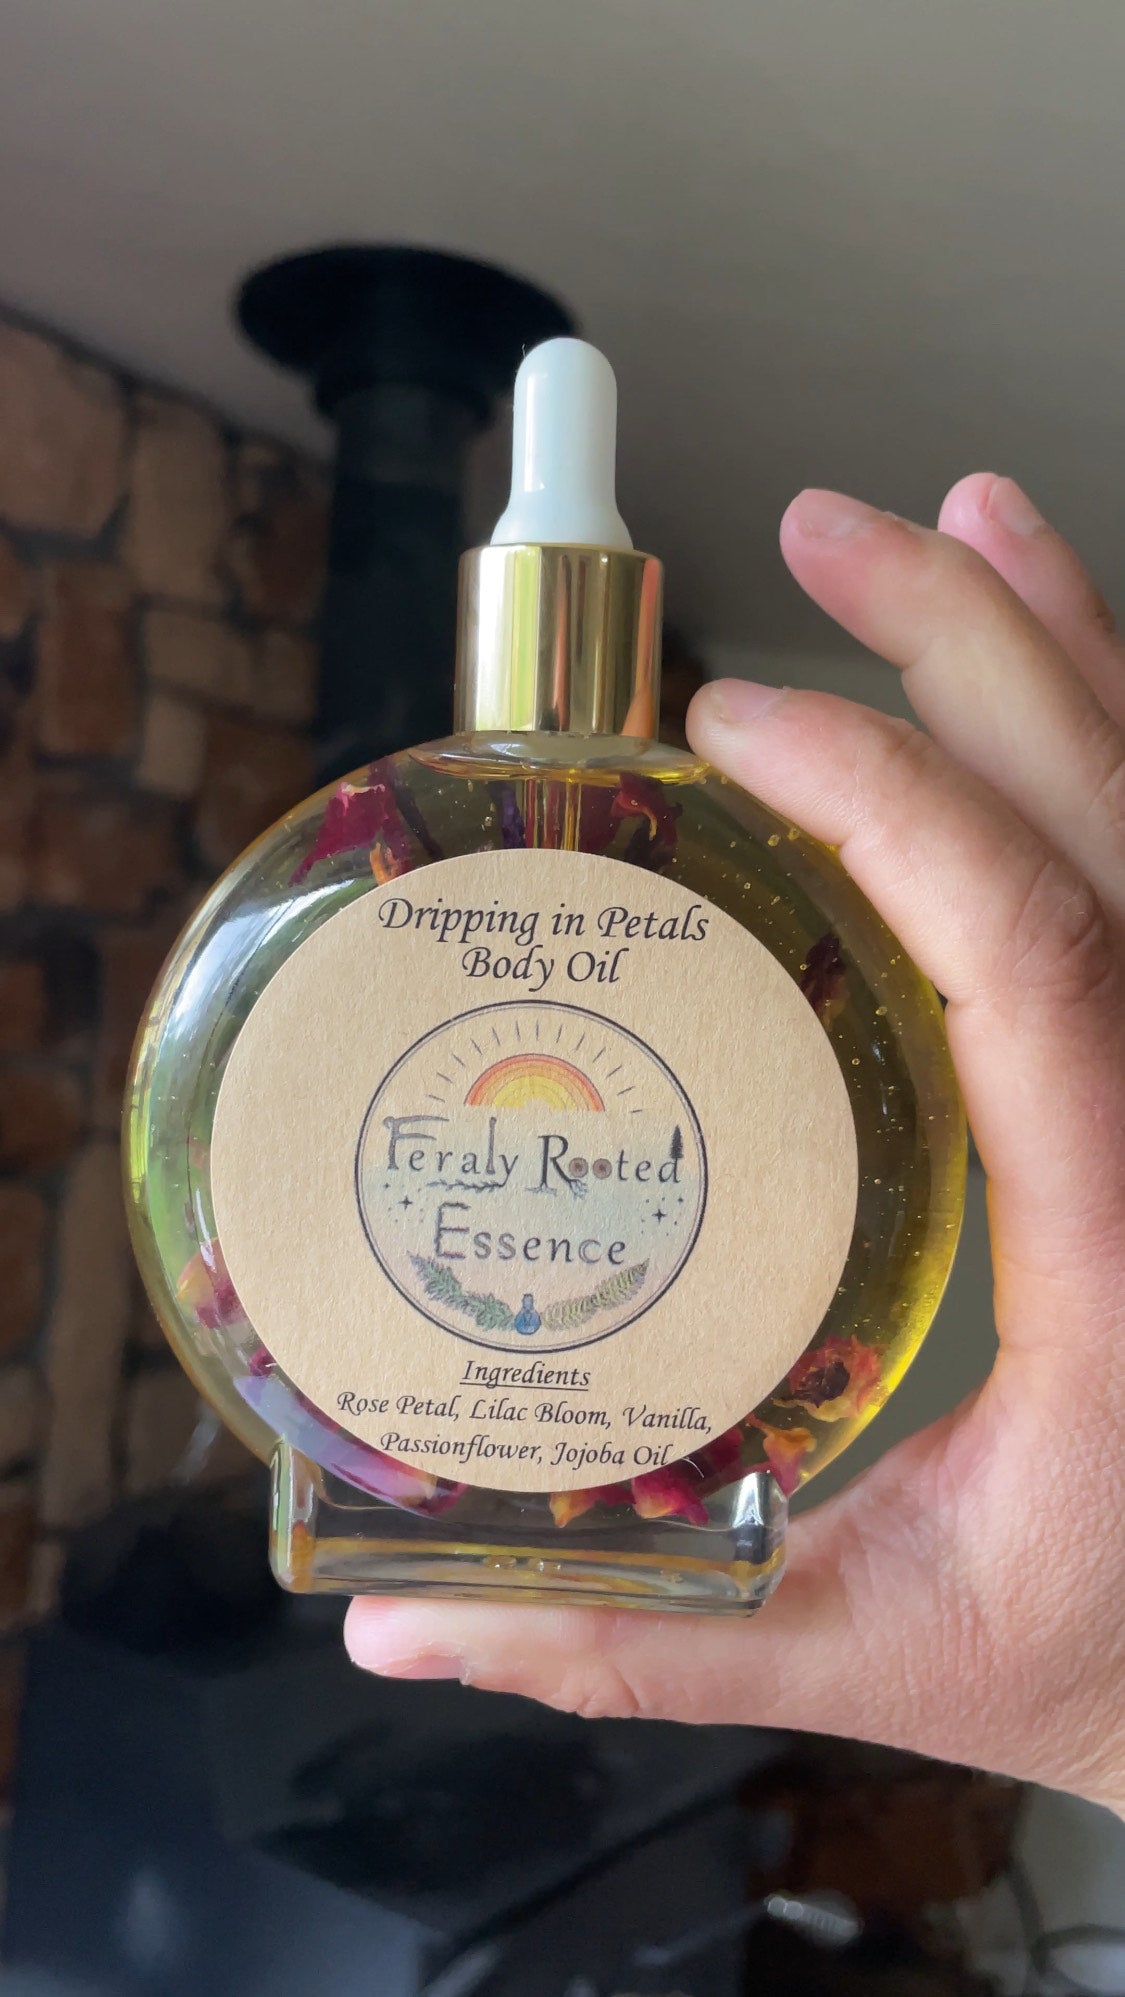 Dripping in Petals
Body Oil
Feraly Rooted
Essence
Ingredients
Rose Petal, Lilac Bloom, Vanilla,
Passionflower, Jojoba Oil